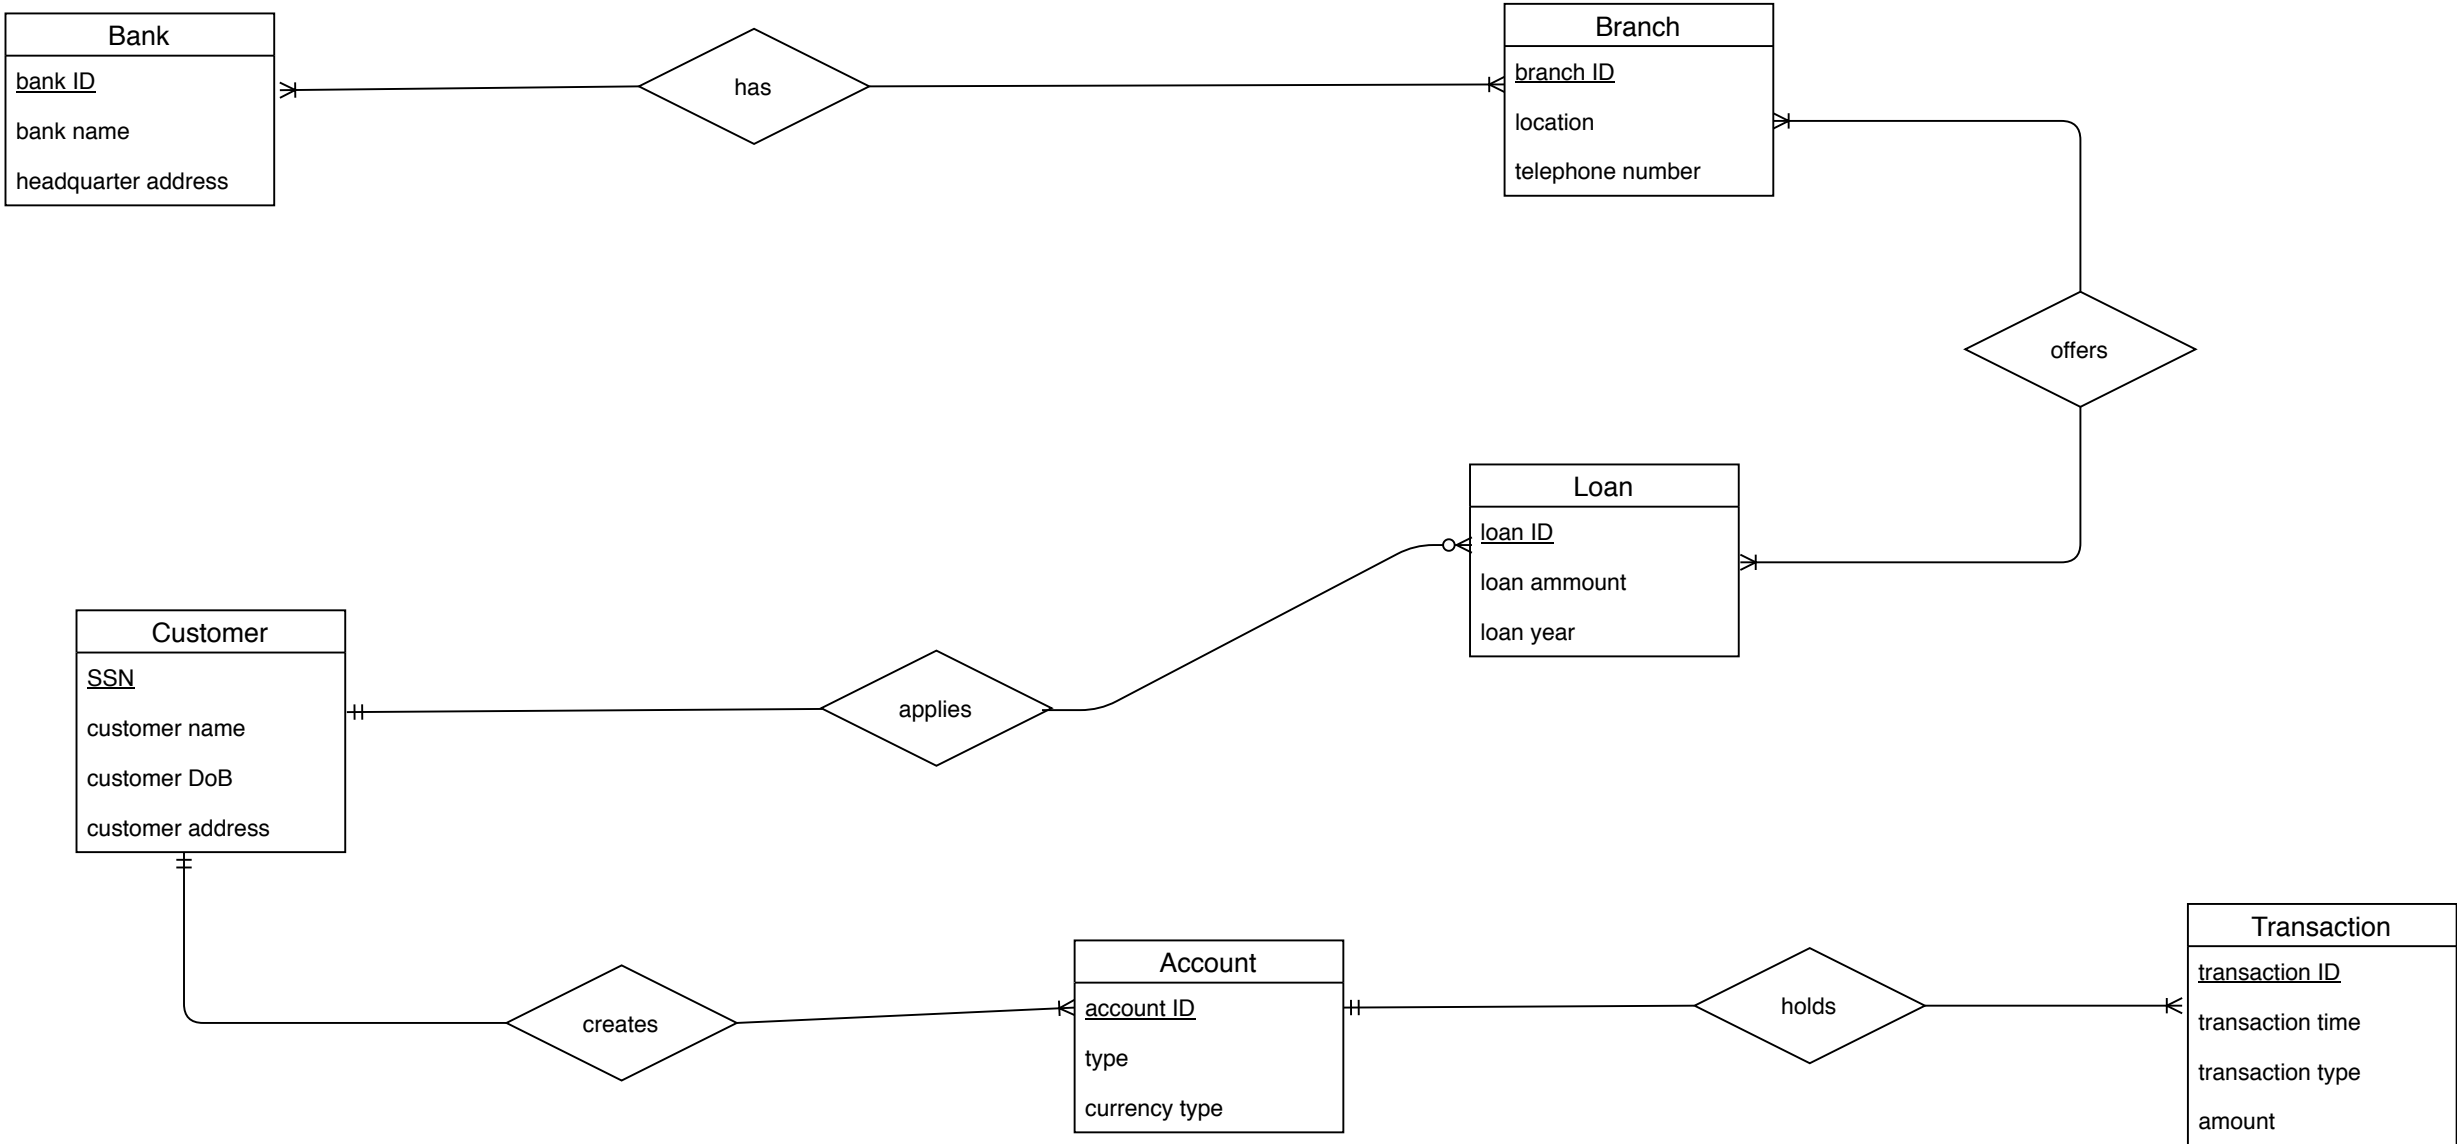 Bank
bank ID
bank name
headquarter address
has
Branch
branch ID
location
telephone number
offers
Loan
loan ID
loan ammount
loan year
Customer
SSN
customer name
customer DoB
customer address
applies
creates
Account
account ID
type
currency type
holds
Transaction
transaction ID
transaction time
transaction type
amount